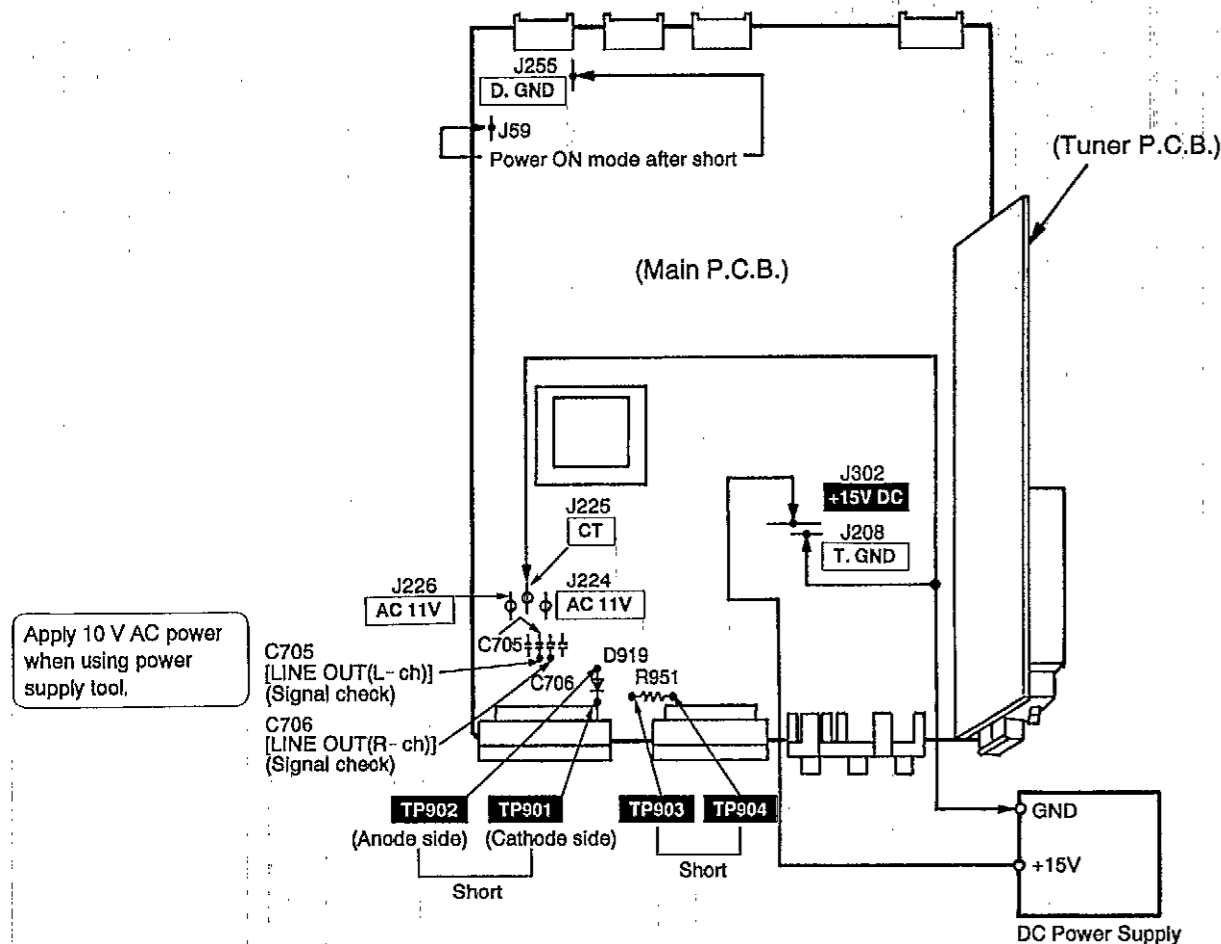 J255
D. GND
J59
Power ON mode after short
(Tuner P.C.B.)
(Main P.C.B.)
J302
+15V DC
J208
T. GND
J225
CT
J226
AC 11V
J224
AC 11V
Apply 10 V AC power
when using power
supply tool.
C705
C705
[LINE OUT(L-ch)]
(Signal check)
C706
C706
[LINE OUT(R-ch)]
(Signal check)
D919
R951
TP902
(Anode side)
TP901
(Cathode side)
Short
TP903
TP904
Short
GND
+15V
DC Power Supply